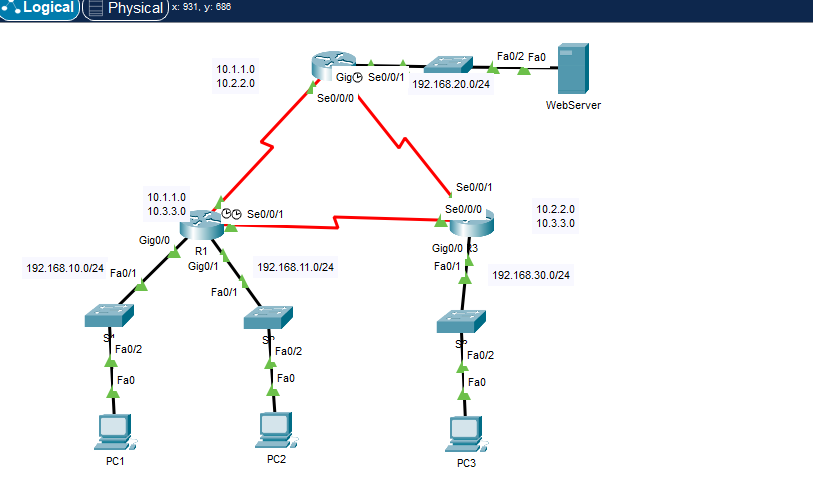 Logical
Physical
x: 931, y: 686
10.1.1.0
10.2.2.0
Gig
Se0/0/1
Se0/0/0
192.168.20.0/24
Fa0/2
Fa0
WebServer
10.1.1.0
10.3.3.0
Se0/0/1
Se0/0/1
Se0/0/0
10.2.2.0
10.3.3.0
Gig0/0
R1
Gig0/1
Gig0/0
R3
192.168.10.0/24
Fa0/1
192.168.11.0/24
Fa0/1
Fa0/1
192.168.30.0/24
Fa0/2
Fa0/2
Fa0/2
Fa0
Fa0
Fa0
PC1
PC2
PC3